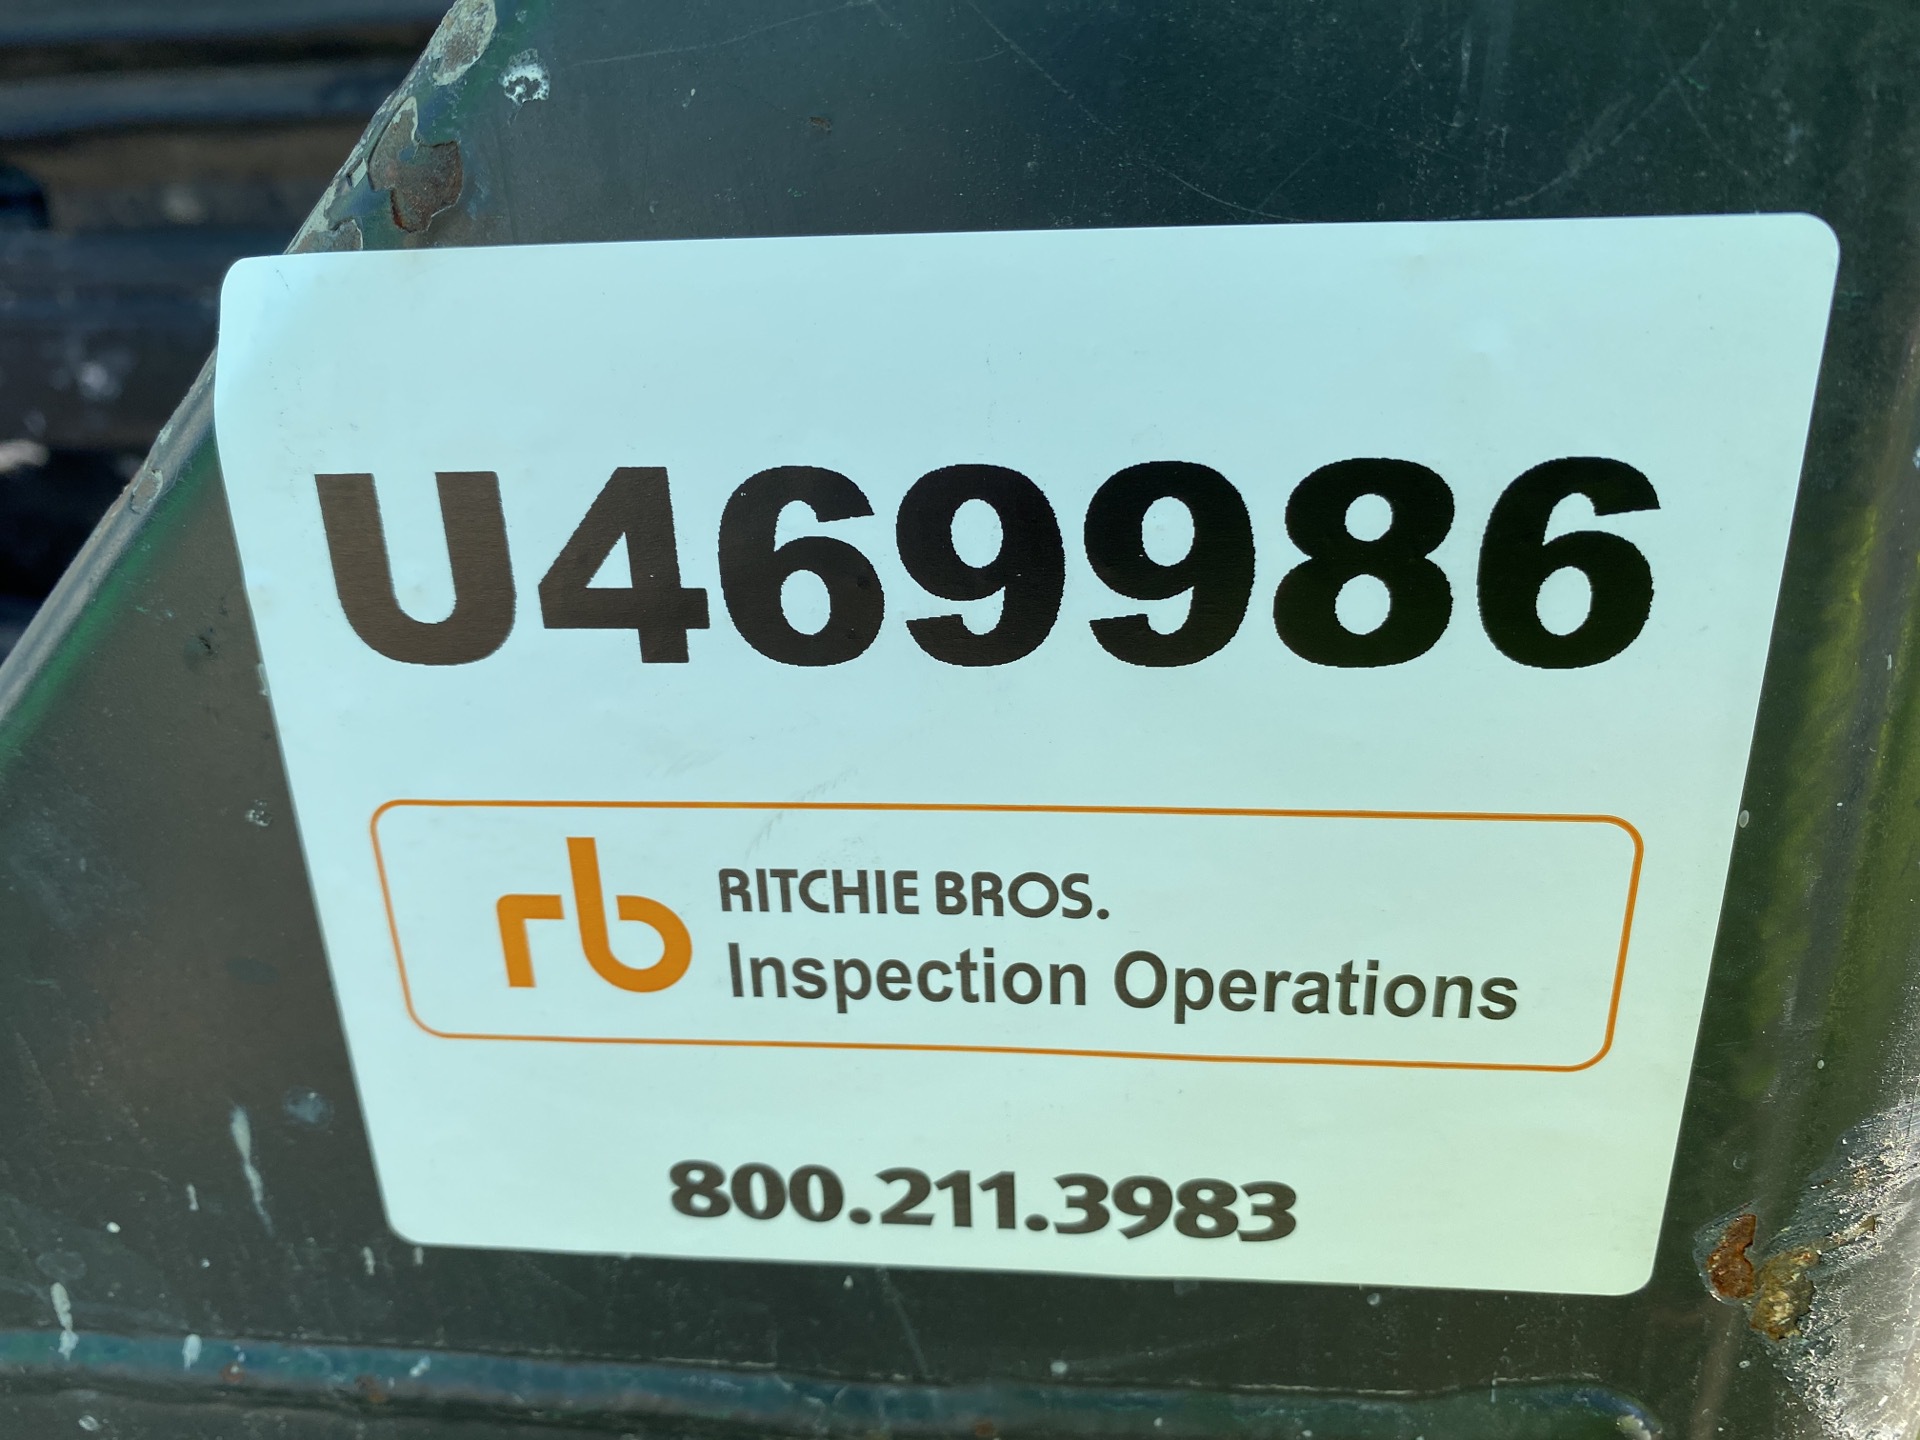 U469986
rb
RITCHIE BROS.
Inspection Operations
800.211.3983